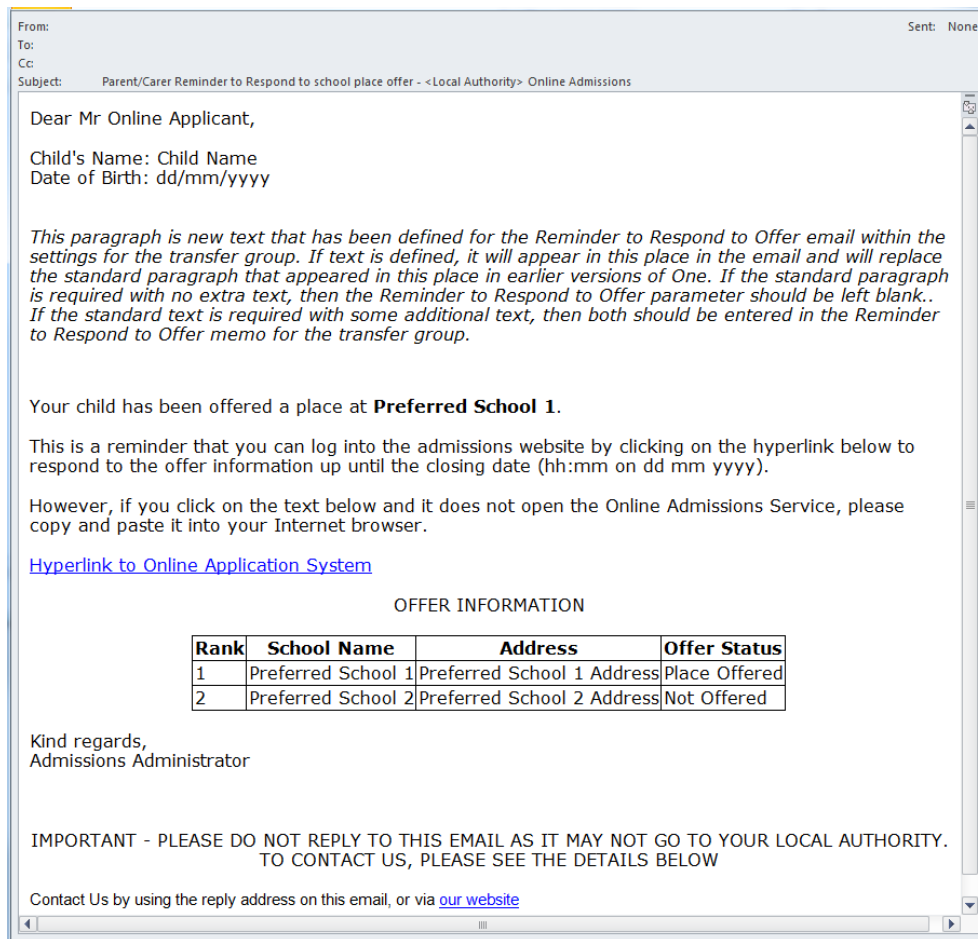 From:
Sent: None
To:
Cc:
Subject: Parent/Carer Reminder to Respond to school place offer - <Local Authority> Online Admissions
Dear Mr Online Applicant,
Child's Name: Child Name
Date of Birth: dd/mm/yyyy
This paragraph is new text that has been defined for the Reminder to Respond to Offer email within the
settings for the transfer group. If text is defined, it will appear in this place in the email and will replace
the standard paragraph that appeared in this place in earlier versions of One. If the standard paragraph
is required with no extra text, then the Reminder to Respond to Offer parameter should be left blank..
If the standard text is required with some additional text, then both should be entered in the Reminder
to Respond to Offer memo for the transfer group.
Your child has been offered a place at Preferred School 1.
This is a reminder that you can log into the admissions website by clicking on the hyperlink below to
respond to the offer information up until the closing date (hh:mm on dd mm yyyy).
However, if you click on the text below and it does not open the Online Admissions Service, please
copy and paste it into your Internet browser.
Hyperlink to Online Application System
OFFER INFORMATION
Rank School Name Address Offer Status
1 Preferred School 1 Preferred School 1 Address Place Offered
2 Preferred School 2 Preferred School 2 Address Not Offered
Kind regards,
Admissions Administrator
IMPORTANT - PLEASE DO NOT REPLY TO THIS EMAIL AS IT MAY NOT GO TO YOUR LOCAL AUTHORITY.
TO CONTACT US, PLEASE SEE THE DETAILS BELOW
Contact Us by using the reply address on this email, or via our website